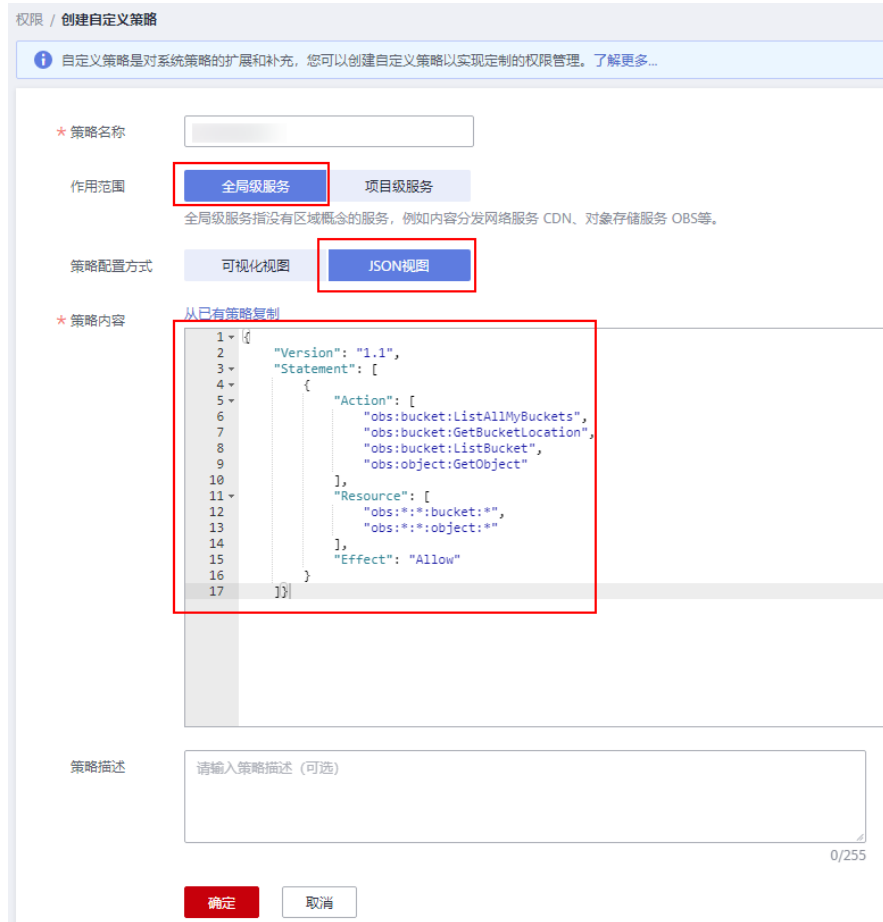 权限 / 创建自定义策略
自定义策略是对系统策略的扩展和补充，您可以创建自定义策略以实现定制的权限管理。了解更多...
* 策略名称
作用范围 全局级服务 项目级服务
全局级服务指没有区域概念的服务，例如内容分发网络服务 CDN、对象存储服务 OBS等。
策略配置方式 可视化视图 JSON视图
* 策略内容 从已有策略复制
1 {
2 "Version": "1.1",
3 "Statement": [
4 {
5 "Action": [
6 "obs:bucket:ListAllMyBuckets",
7 "obs:bucket:GetBucketLocation",
8 "obs:bucket:ListBucket",
9 "obs:object:GetObject"
10 ],
11 "Resource": [
12 "obs:*:*:bucket:*",
13 "obs:*:*:object:*"
14 ],
15 "Effect": "Allow"
16 }
17 ]}
策略描述 请输入策略描述（可选）
0/255
确定 取消